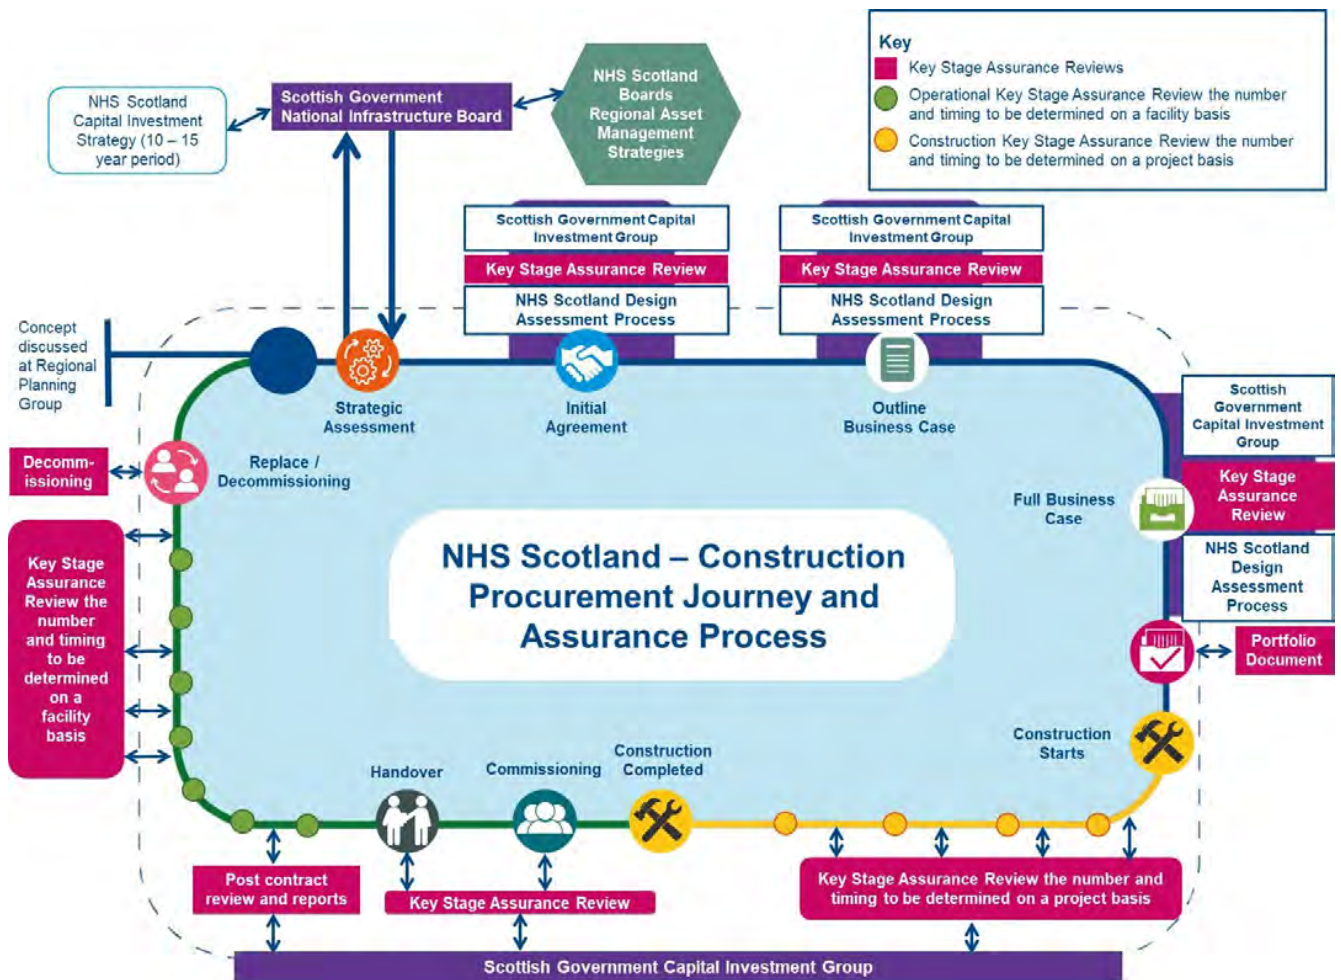 Key
Key Stage Assurance Reviews
Operational Key Stage Assurance Review the number
and timing to be determined on a facility basis
Construction Key Stage Assurance Review the number
and timing to be determined on a project basis
NHS Scotland
Capital Investment
Strategy (10 – 15
year period)
Scottish Government
National Infrastructure Board
NHS Scotland
Boards
Regional Asset
Management
Strategies
Scottish Government Capital
Investment Group
Key Stage Assurance Review
NHS Scotland Design
Assessment Process
Scottish Government Capital
Investment Group
Key Stage Assurance Review
NHS Scotland Design
Assessment Process
Concept
discussed
at Regional
Planning
Group
Strategic
Assessment
Initial
Agreement
Outline
Business Case
Scottish
Government
Capital Investment
Group
Key Stage
Assurance
Review
NHS Scotland
Design
Assessment
Process
Full Business
Case
Portfolio
Document
Construction
Starts
Decomm-
issioning
Replace /
Decommissioning
NHS Scotland – Construction
Procurement Journey and
Assurance Process
Key Stage
Assurance
Review the
number
and timing
to be
determined
on a
facility
basis
Handover
Commissioning
Construction
Completed
Post contract
review and reports
Key Stage Assurance Review
Key Stage Assurance Review the number and
timing to be determined on a project basis
Scottish Government Capital Investment Group